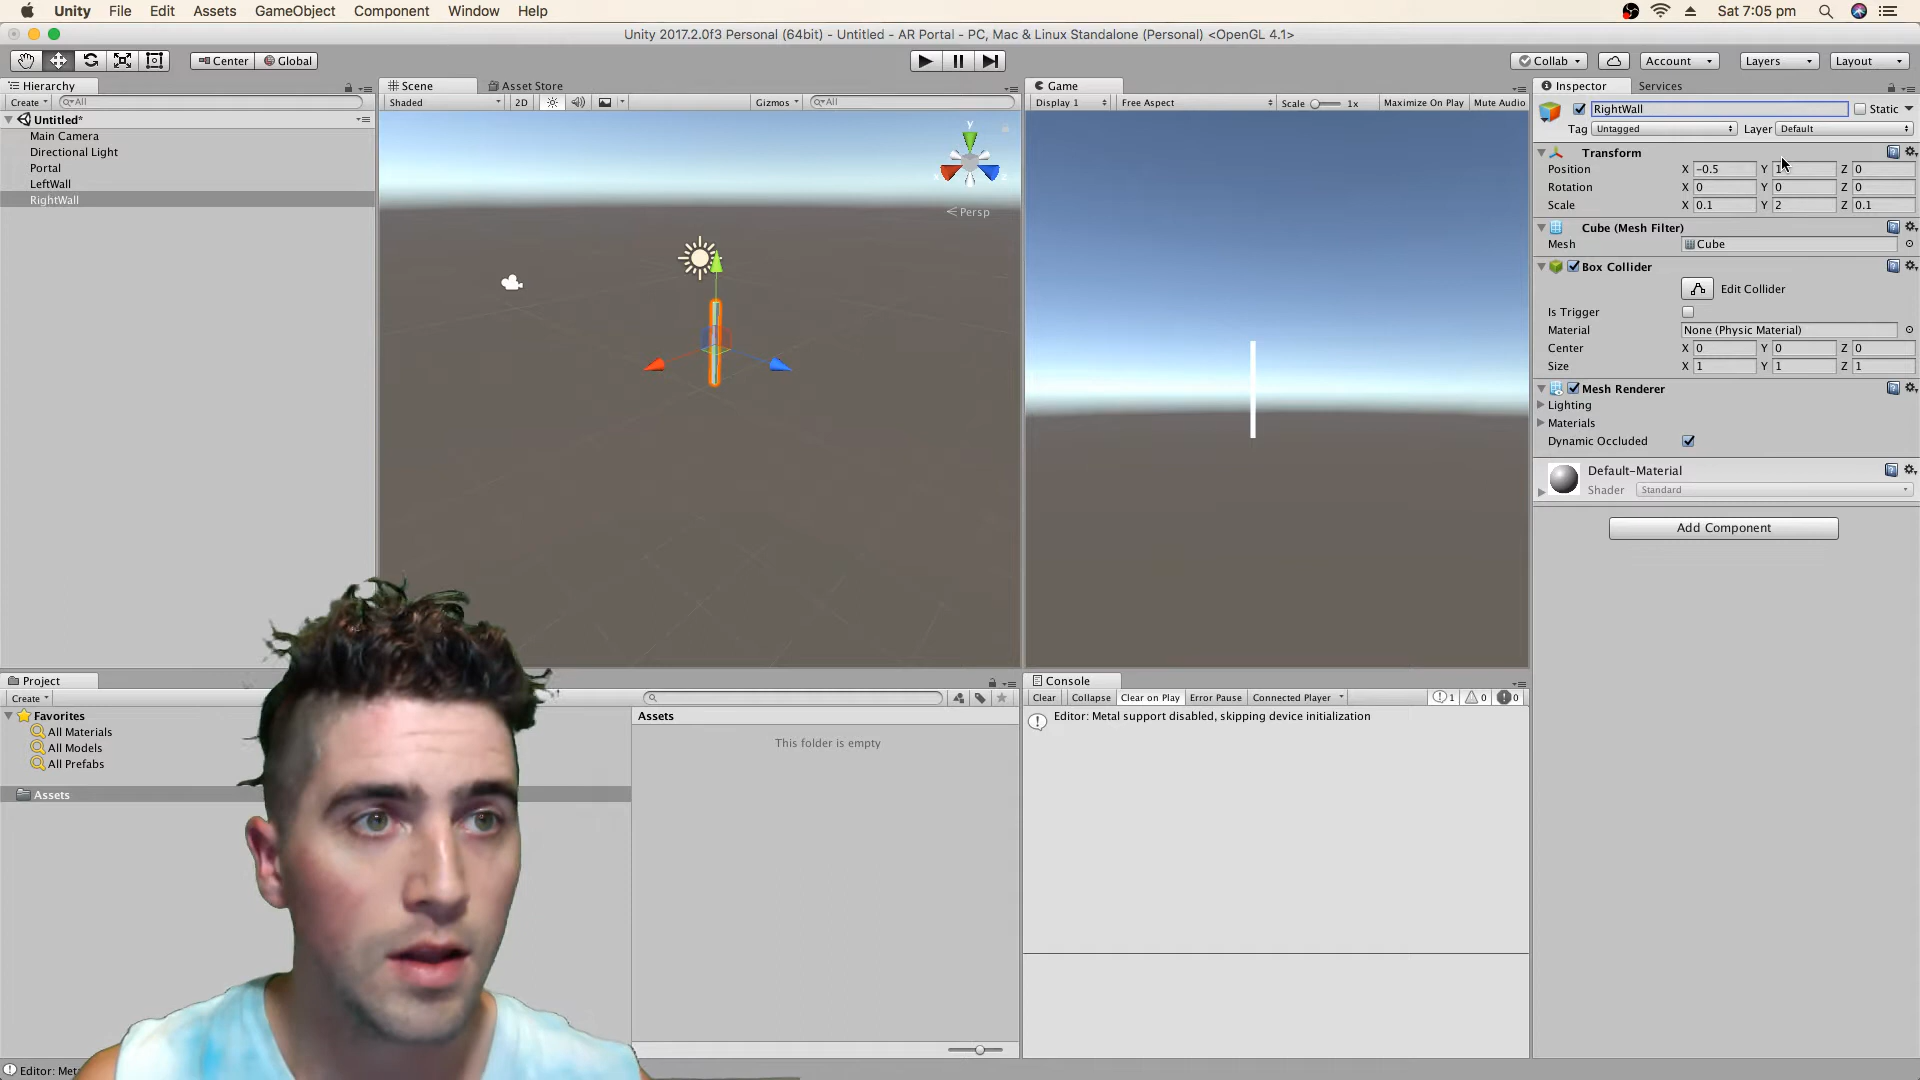 Unity File Edit Assets GameObject Component Window Help Sat 7:05 pm
Unity 2017.2.0f3 Personal (64bit) - Untitled - AR Portal - PC, Mac & Linux Standalone (Personal) <OpenGL 4.1>
Center Global Collab Account Layers Layout
Hierarchy
Create All
Untitled*
Main Camera
Directional Light
Portal
LeftWall
RightWall
Scene Asset Store
Shaded 2D Gizmos All
y
Persp
Game
Display 1 Free Aspect Scale 1x Maximize On Play Mute Audio
Inspector Services
RightWall Static
Tag Untagged Layer Default
Transform
Position X -0.5 Y 1 Z 0
Rotation X 0 Y 0 Z 0
Scale X 0.1 Y 2 Z 0.1
Cube (Mesh Filter)
Mesh Cube
Box Collider
Edit Collider
Is Trigger
Material None (Physic Material)
Center X 0 Y 0 Z 0
Size X 1 Y 1 Z 1
Mesh Renderer
Lighting
Materials
Dynamic Occluded
Default-Material
Shader Standard
Add Component
Project
Create
Favorites
All Materials
All Models
All Prefabs
Assets
Assets
This folder is empty
Console
Clear Collapse Clear on Play Error Pause Connected Player 1 0 0
Editor: Metal support disabled, skipping device initialization
Editor: Met